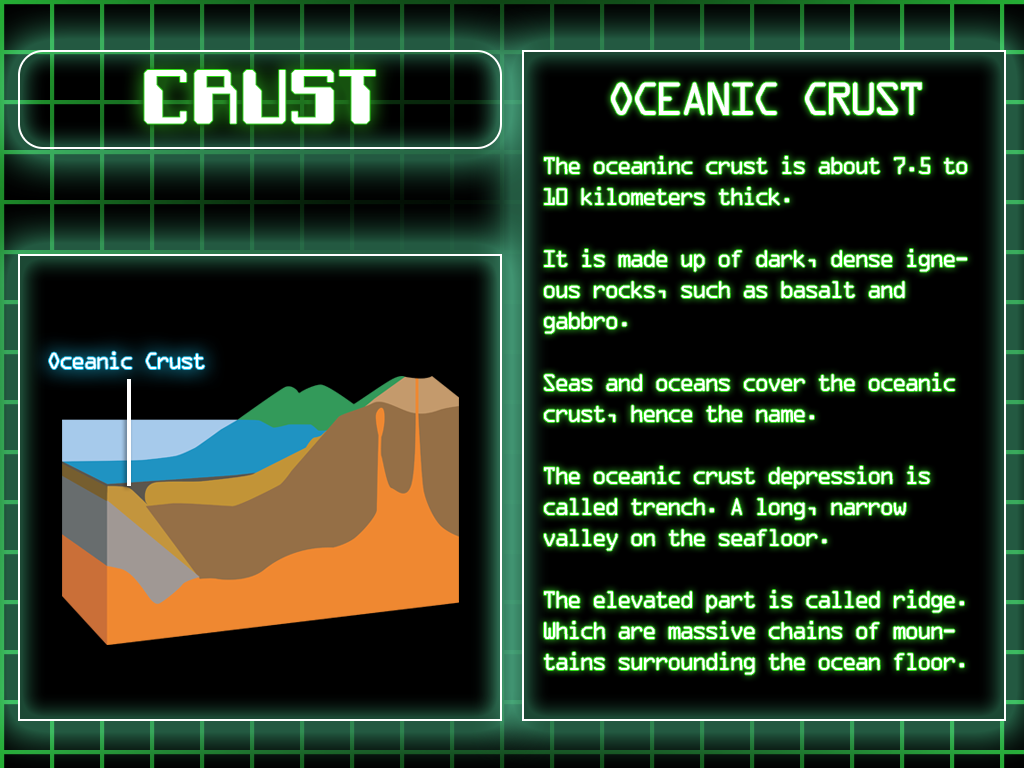 CRUST
Oceanic Crust
OCEANIC CRUST
The oceaninc crust is about 7.5 to
10 kilometers thick.
It is made up of dark, dense igne-
ous rocks, such as basalt and
gabbro.
Seas and oceans cover the oceanic
crust, hence the name.
The oceanic crust depression is
called trench. A long, narrow
valley on the seafloor.
The elevated part is called ridge.
Which are massive chains of moun-
tains surrounding the ocean floor.